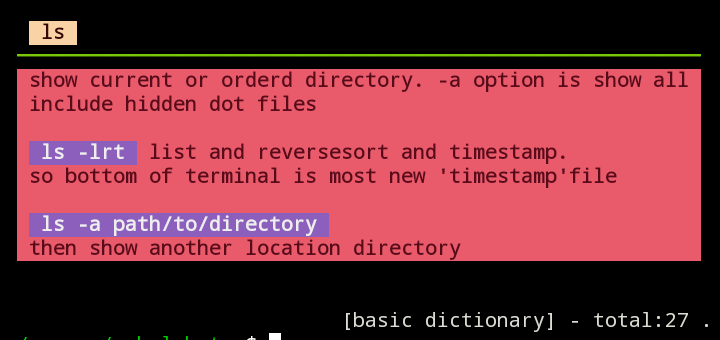 ls
show current or orderd directory. -a option is show all
include hidden dot files
ls -lrt list and reversesort and timestamp.
so bottom of terminal is most new 'timestamp'file
ls -a path/to/directory
then show another location directory
[basic dictionary] - total:27 .
$